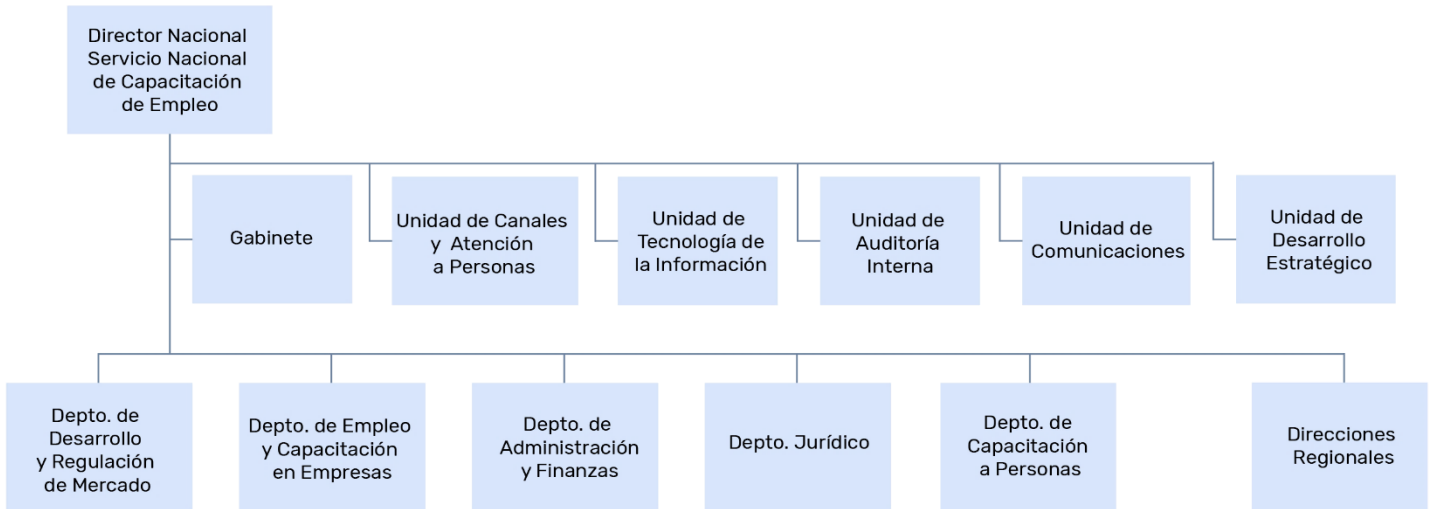 Director Nacional
Servicio Nacional
de Capacitación
de Empleo
Gabinete
Unidad de Canales
y Atención
a Personas
Unidad de
Tecnología de
la Información
Unidad de
Auditoría
Interna
Unidad de
Comunicaciones
Unidad de
Desarrollo
Estratégico
Depto. de
Desarrollo
y Regulación
de Mercado
Depto. de Empleo
y Capacitación
en Empresas
Depto. de
Administración
y Finanzas
Depto. Jurídico
Depto. de
Capacitación
a Personas
Direcciones
Regionales